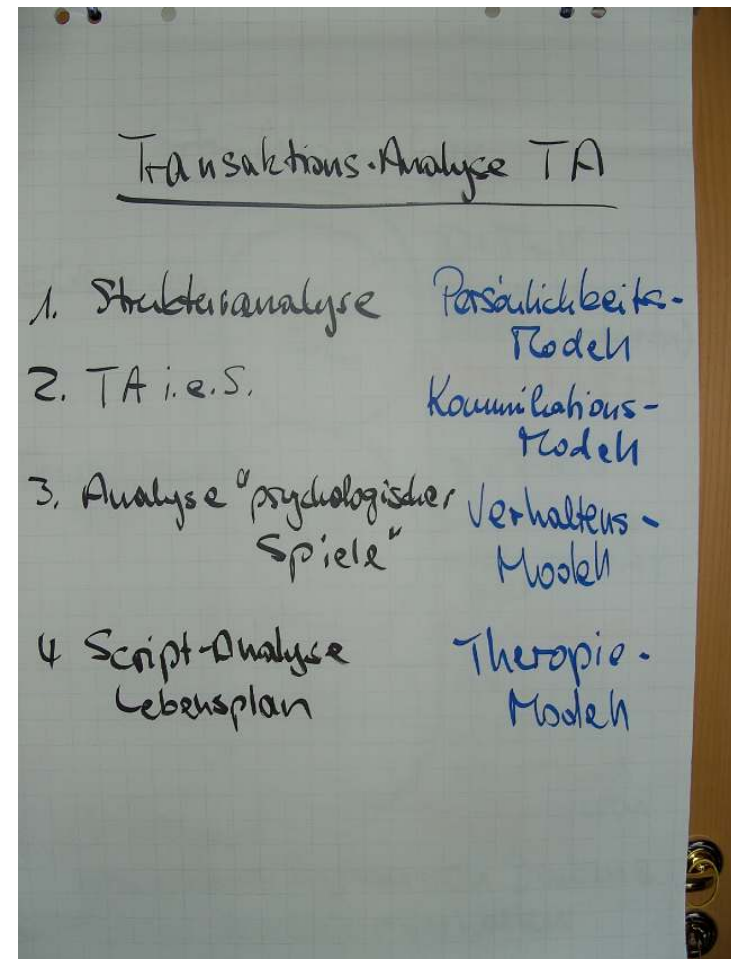 Transaktions-Analyse TA
1. Strukturanalyse Persönlichkeits-
Modell
2. TA i.e.S. Kommunikations-
Modell
3. Analyse "psychologischer Verhaltens-
Spiele" Modell
4 Script-Analyse Therapie-
Lebensplan Modell